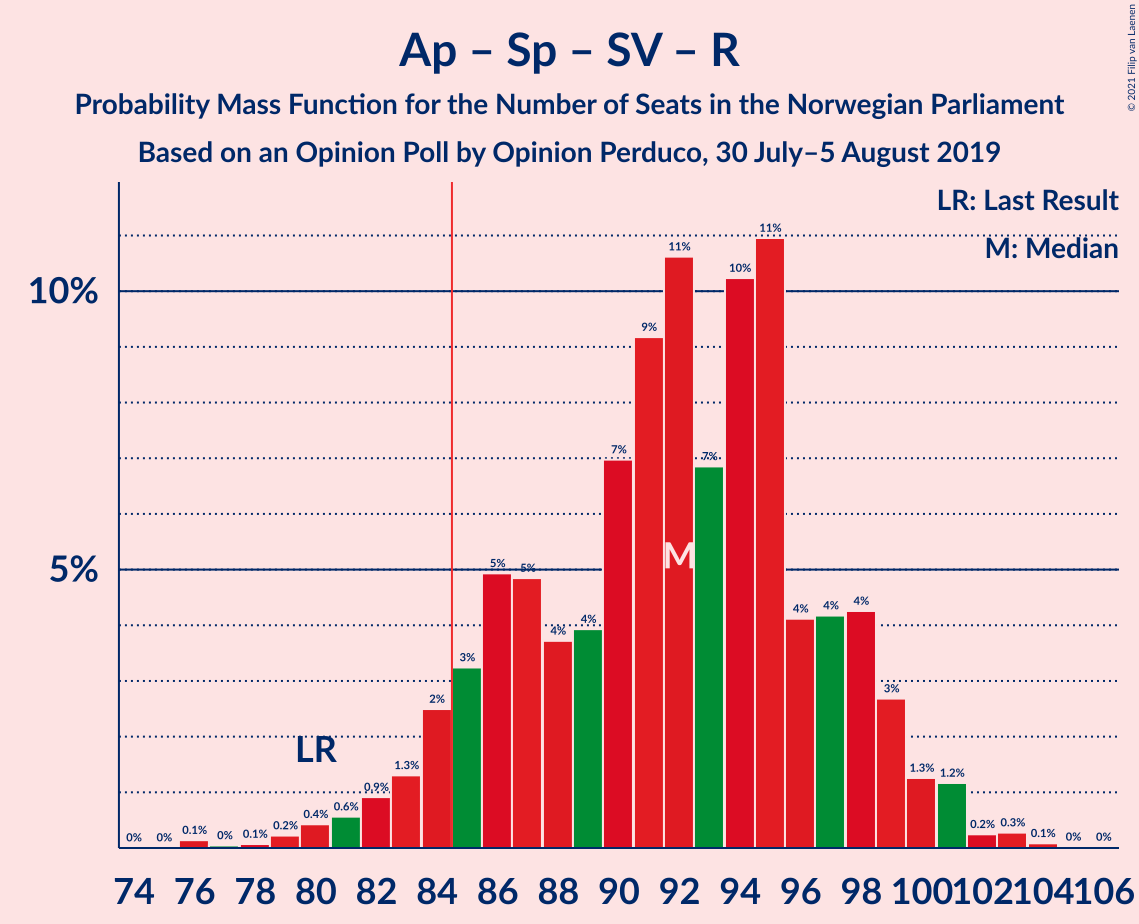 Ap – Sp – SV – R
Probability Mass Function for the Number of Seats in the Norwegian Parliament
Based on an Opinion Poll by Opinion Perduco, 30 July–5 August 2019
© 2021 Filip van Laenen
LR: Last Result
M: Median
10%
5%
0% 0% 0.1% 0% 0.1% 0.2% 0.4% 0.6% 0.9% 1.3% 2% 3% 5% 5% 4% 4% 7% 9% 11% 7% 10% 11% 4% 4% 4% 3% 1.3% 1.2% 0.2% 0.3% 0.1% 0% 0%
LR
M
74 76 78 80 82 84 86 88 90 92 94 96 98 100 102 104 106